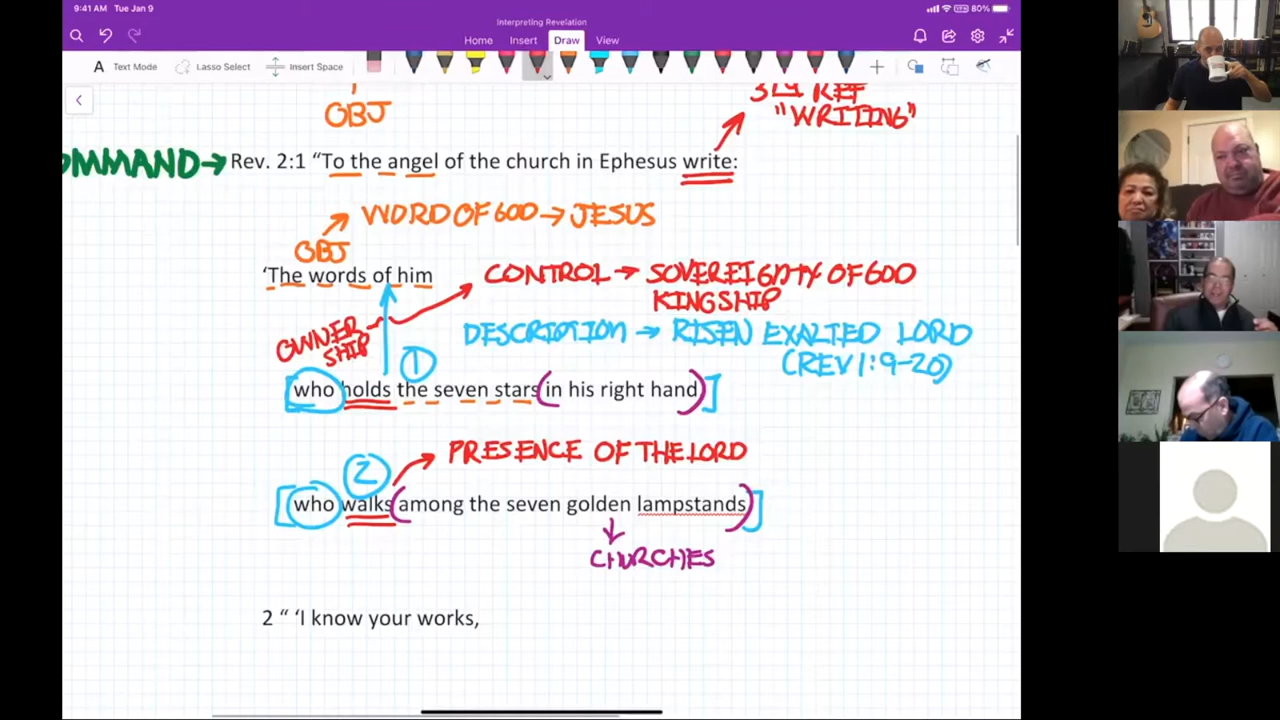 9:41 AM Tue Jan 9
80%
Interpreting Revelation
Home Insert Draw View
Text Mode Lasso Select Insert Space
OBJ
3rd REF
"WRITING"
OMMAND → Rev. 2:1 “To the angel of the church in Ephesus write:
WORD OF GOD → JESUS
OBJ
‘The words of him
CONTROL → SOVEREIGNTY OF GOD
KINGSHIP
OWNER
SHIP
DESCRIPTION → RISEN EXALTED LORD
(REV 1:9-20)
1
[who holds the seven stars (in his right hand)]
2
PRESENCE OF THE LORD
[who walks (among the seven golden lampstands)]
CHURCHES
2 “ ‘I know your works,